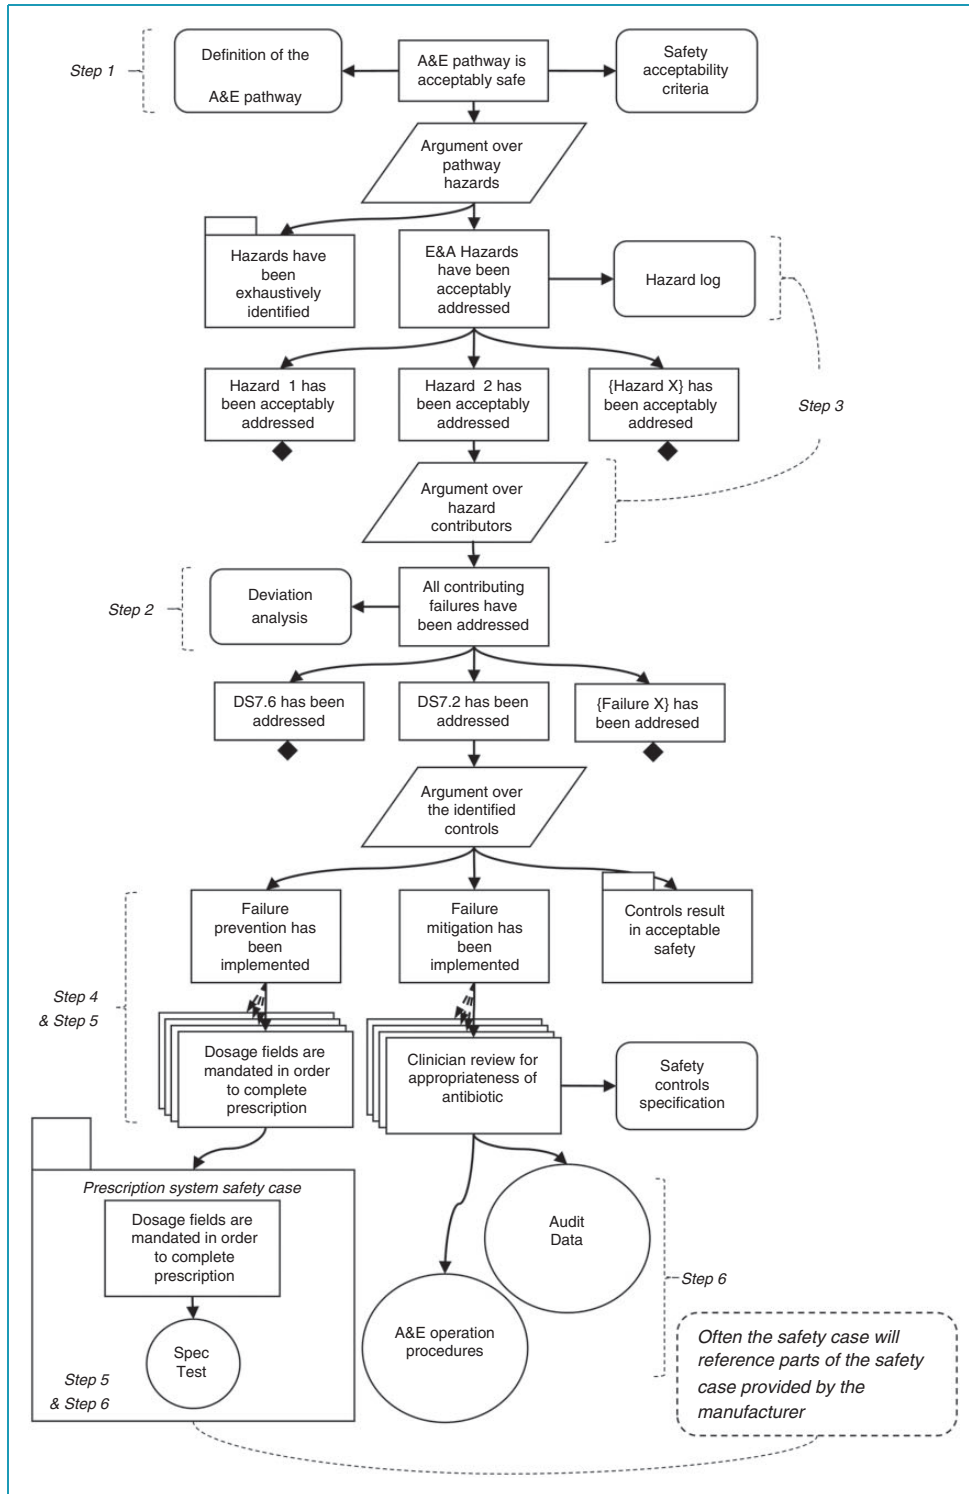 Step 1
Definition of the
A&E pathway
A&E pathway is
acceptably safe
Safety
acceptability
criteria
Argument over
pathway
hazards
Hazards have
been
exhaustively
identified
E&A Hazards
have been
acceptably
addressed
Hazard log
Hazard 1 has
been acceptably
addressed
Hazard 2 has
been acceptably
addressed
{Hazard X} has
been acceptably
addresed
Step 3
Argument over
hazard
contributors
Step 2
Deviation
analysis
All contributing
failures have
been addressed
DS7.6 has been
addressed
DS7.2 has been
addressed
{Failure X} has
been addresed
Argument over
the identified
controls
Failure
prevention has
been
implemented
Failure
mitigation has
been
implemented
Controls result
in acceptable
safety
Step 4
& Step 5
Dosage fields are
mandated in order
to complete
prescription
Clinician review for
appropriateness of
antibiotic
Safety
controls
specification
Prescription system safety case
Dosage fields are
mandated in order
to complete
prescription
Spec
Test
Step 5
& Step 6
Audit
Data
A&E operation
procedures
Step 6
Often the safety case will
reference parts of the safety
case provided by the
manufacturer